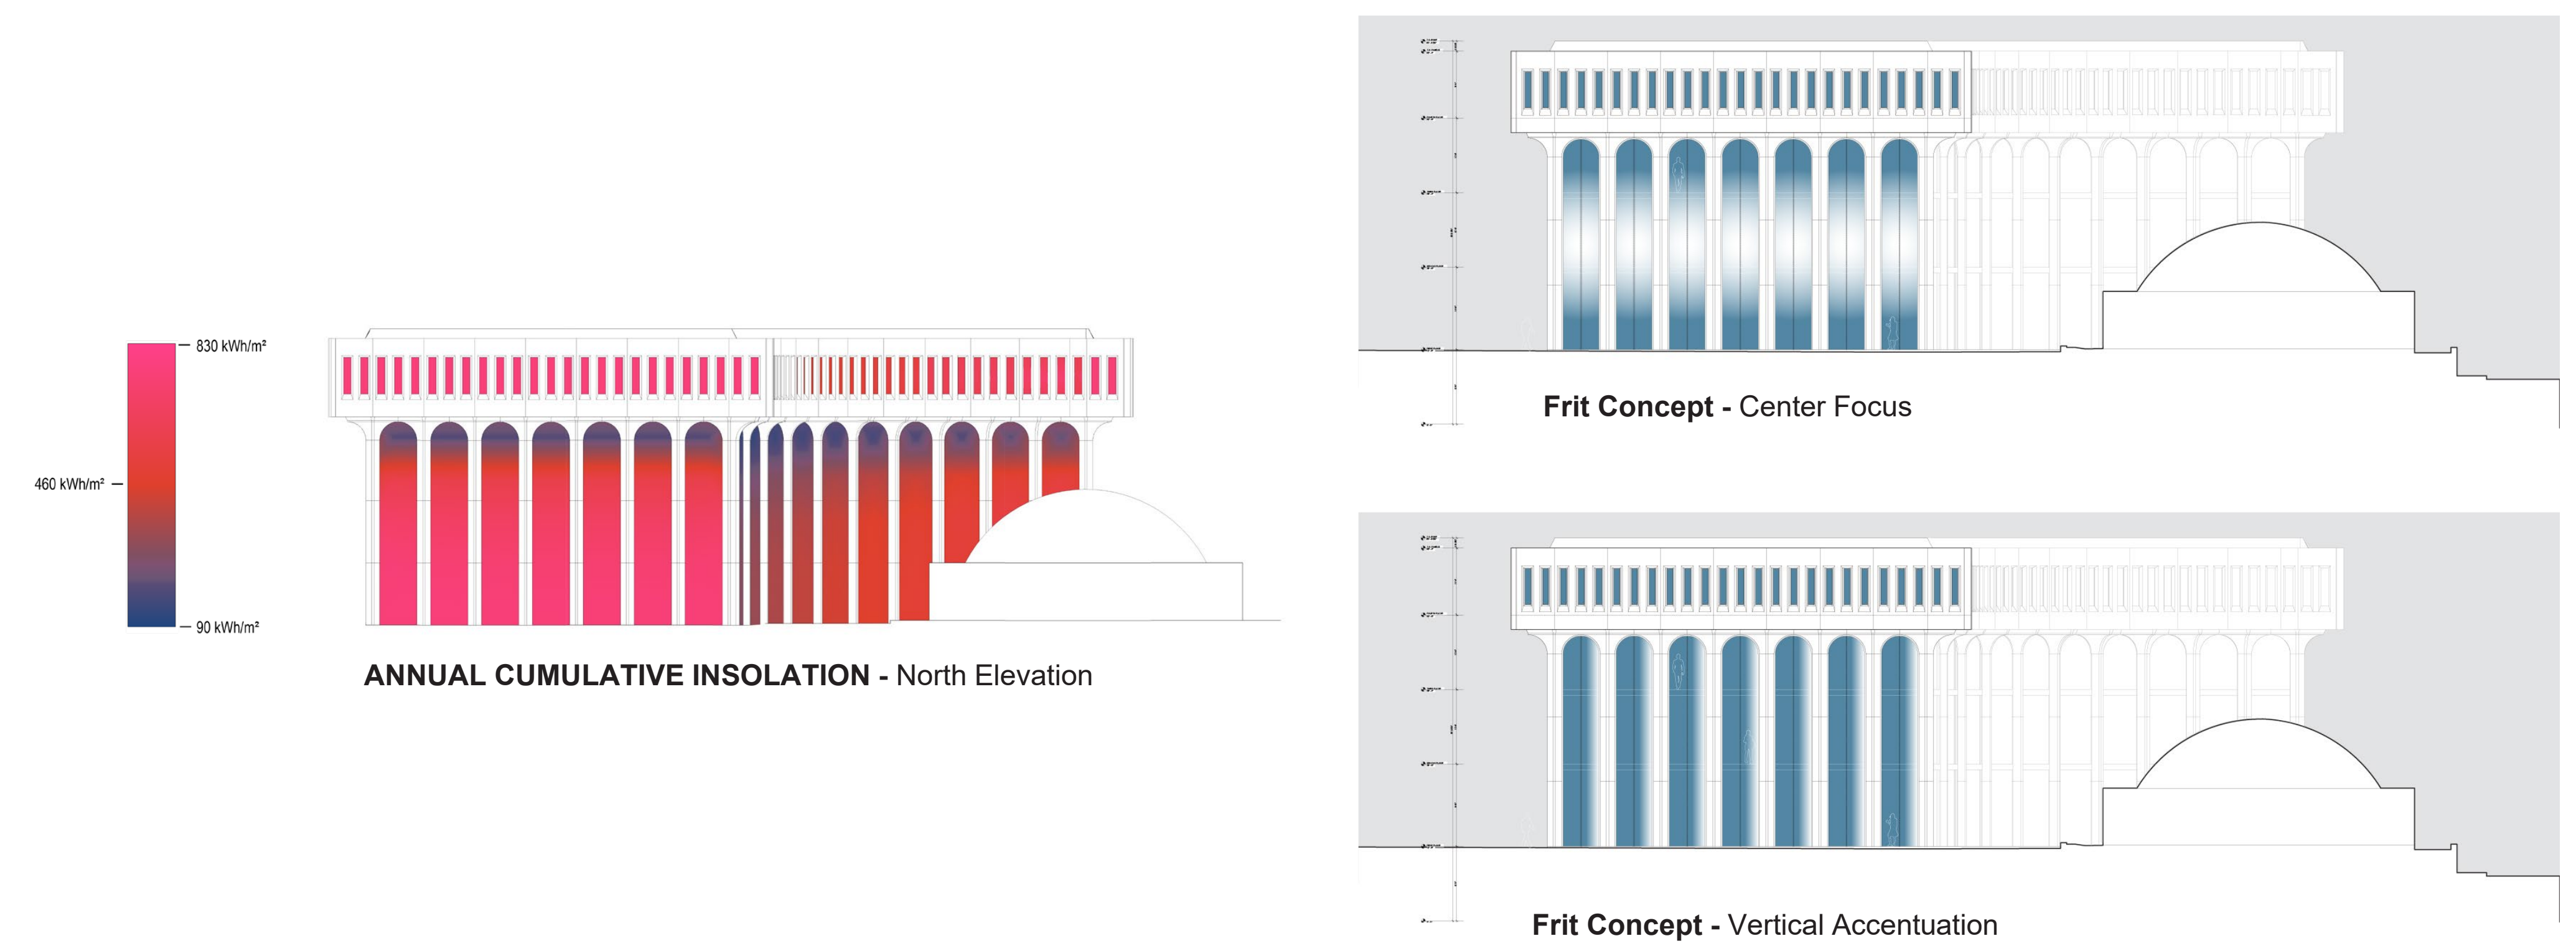 830 kWh/m²
460 kWh/m²
90 kWh/m²
ANNUAL CUMULATIVE INSOLATION - North Elevation
Frit Concept - Center Focus
Frit Concept - Vertical Accentuation